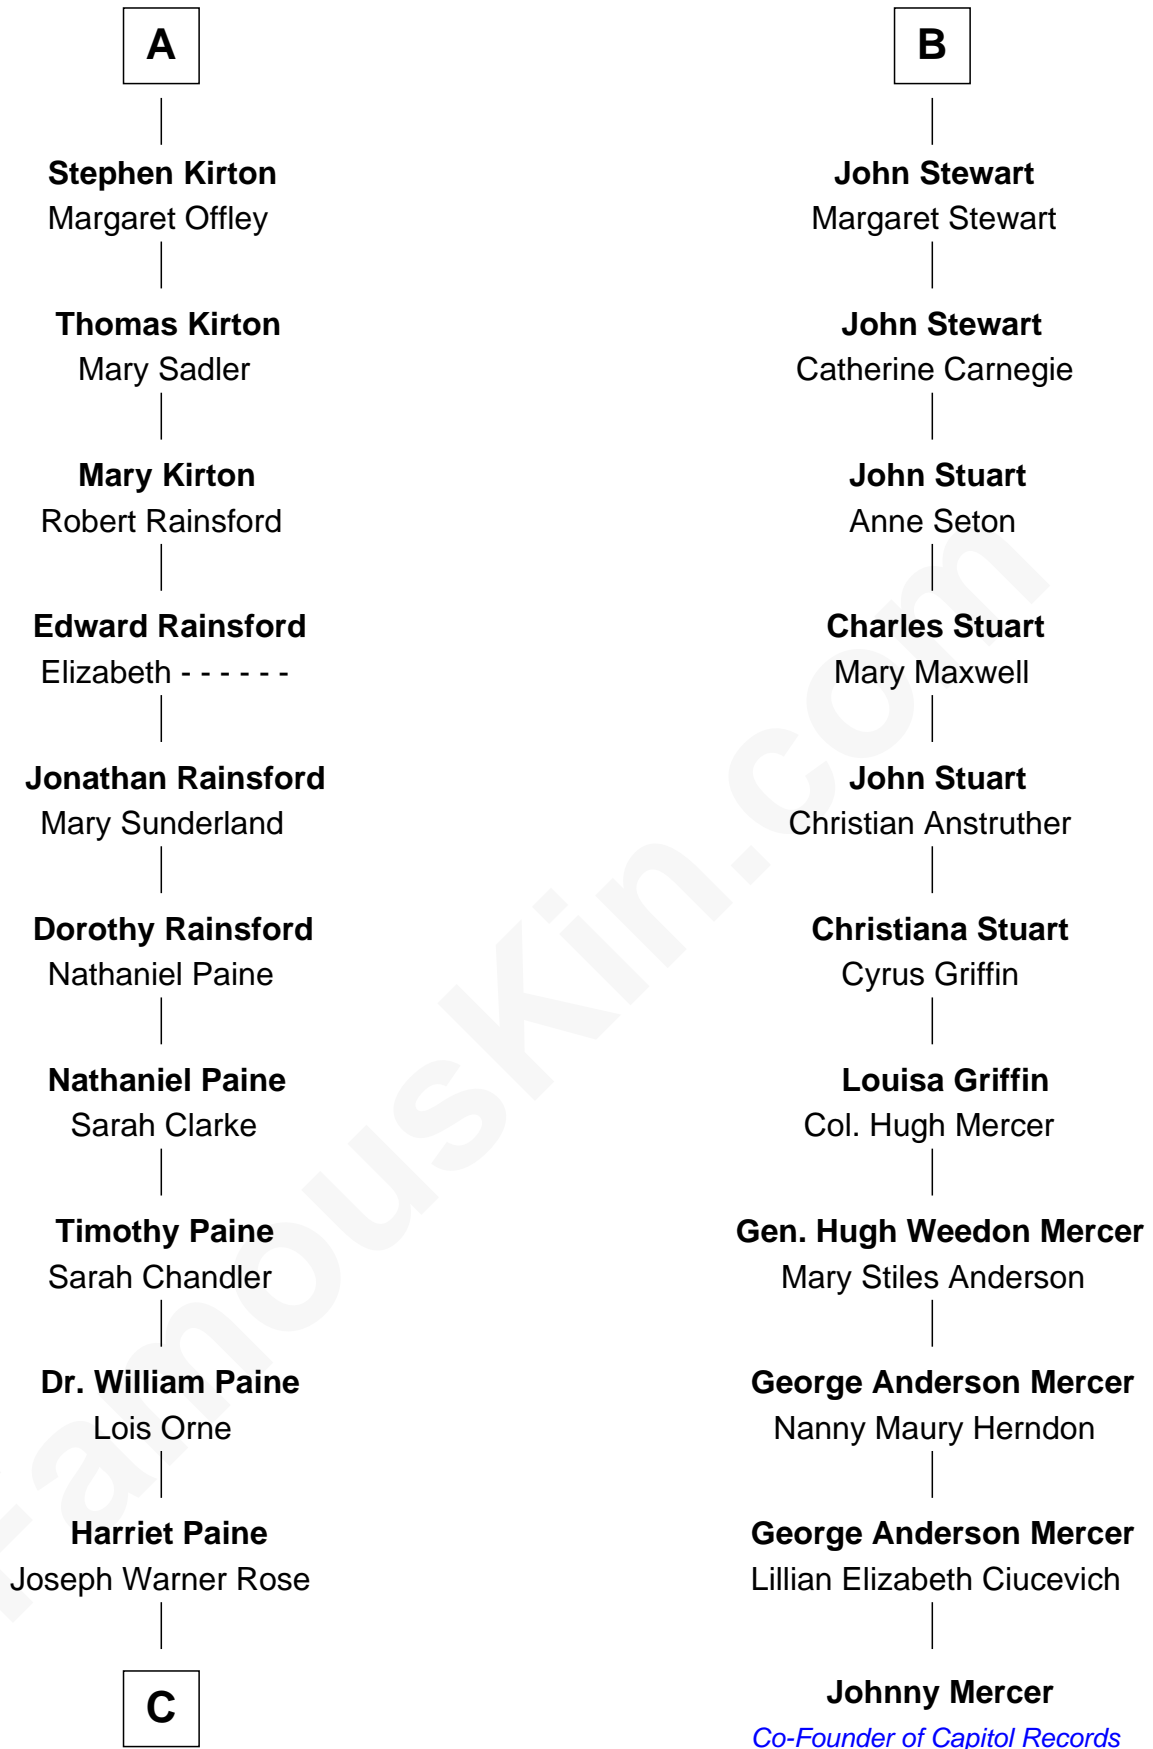 A
Stephen Kirton
Margaret Offley
Thomas Kirton
Mary Sadler
Mary Kirton
Robert Rainsford
Edward Rainsford
Elizabeth - - - - - -
Jonathan Rainsford
Mary Sunderland
Dorothy Rainsford
Nathaniel Paine
Nathaniel Paine
Sarah Clarke
Timothy Paine
Sarah Chandler
Dr. William Paine
Lois Orne
Harriet Paine
Joseph Warner Rose
C
B
John Stewart
Margaret Stewart
John Stewart
Catherine Carnegie
John Stuart
Anne Seton
Charles Stuart
Mary Maxwell
John Stuart
Christian Anstruther
Christiana Stuart
Cyrus Griffin
Louisa Griffin
Col. Hugh Mercer
Gen. Hugh Weedon Mercer
Mary Stiles Anderson
George Anderson Mercer
Nanny Maury Herndon
George Anderson Mercer
Lillian Elizabeth Ciucevich
Johnny Mercer
Co-Founder of Capitol Records
FamousKin.com